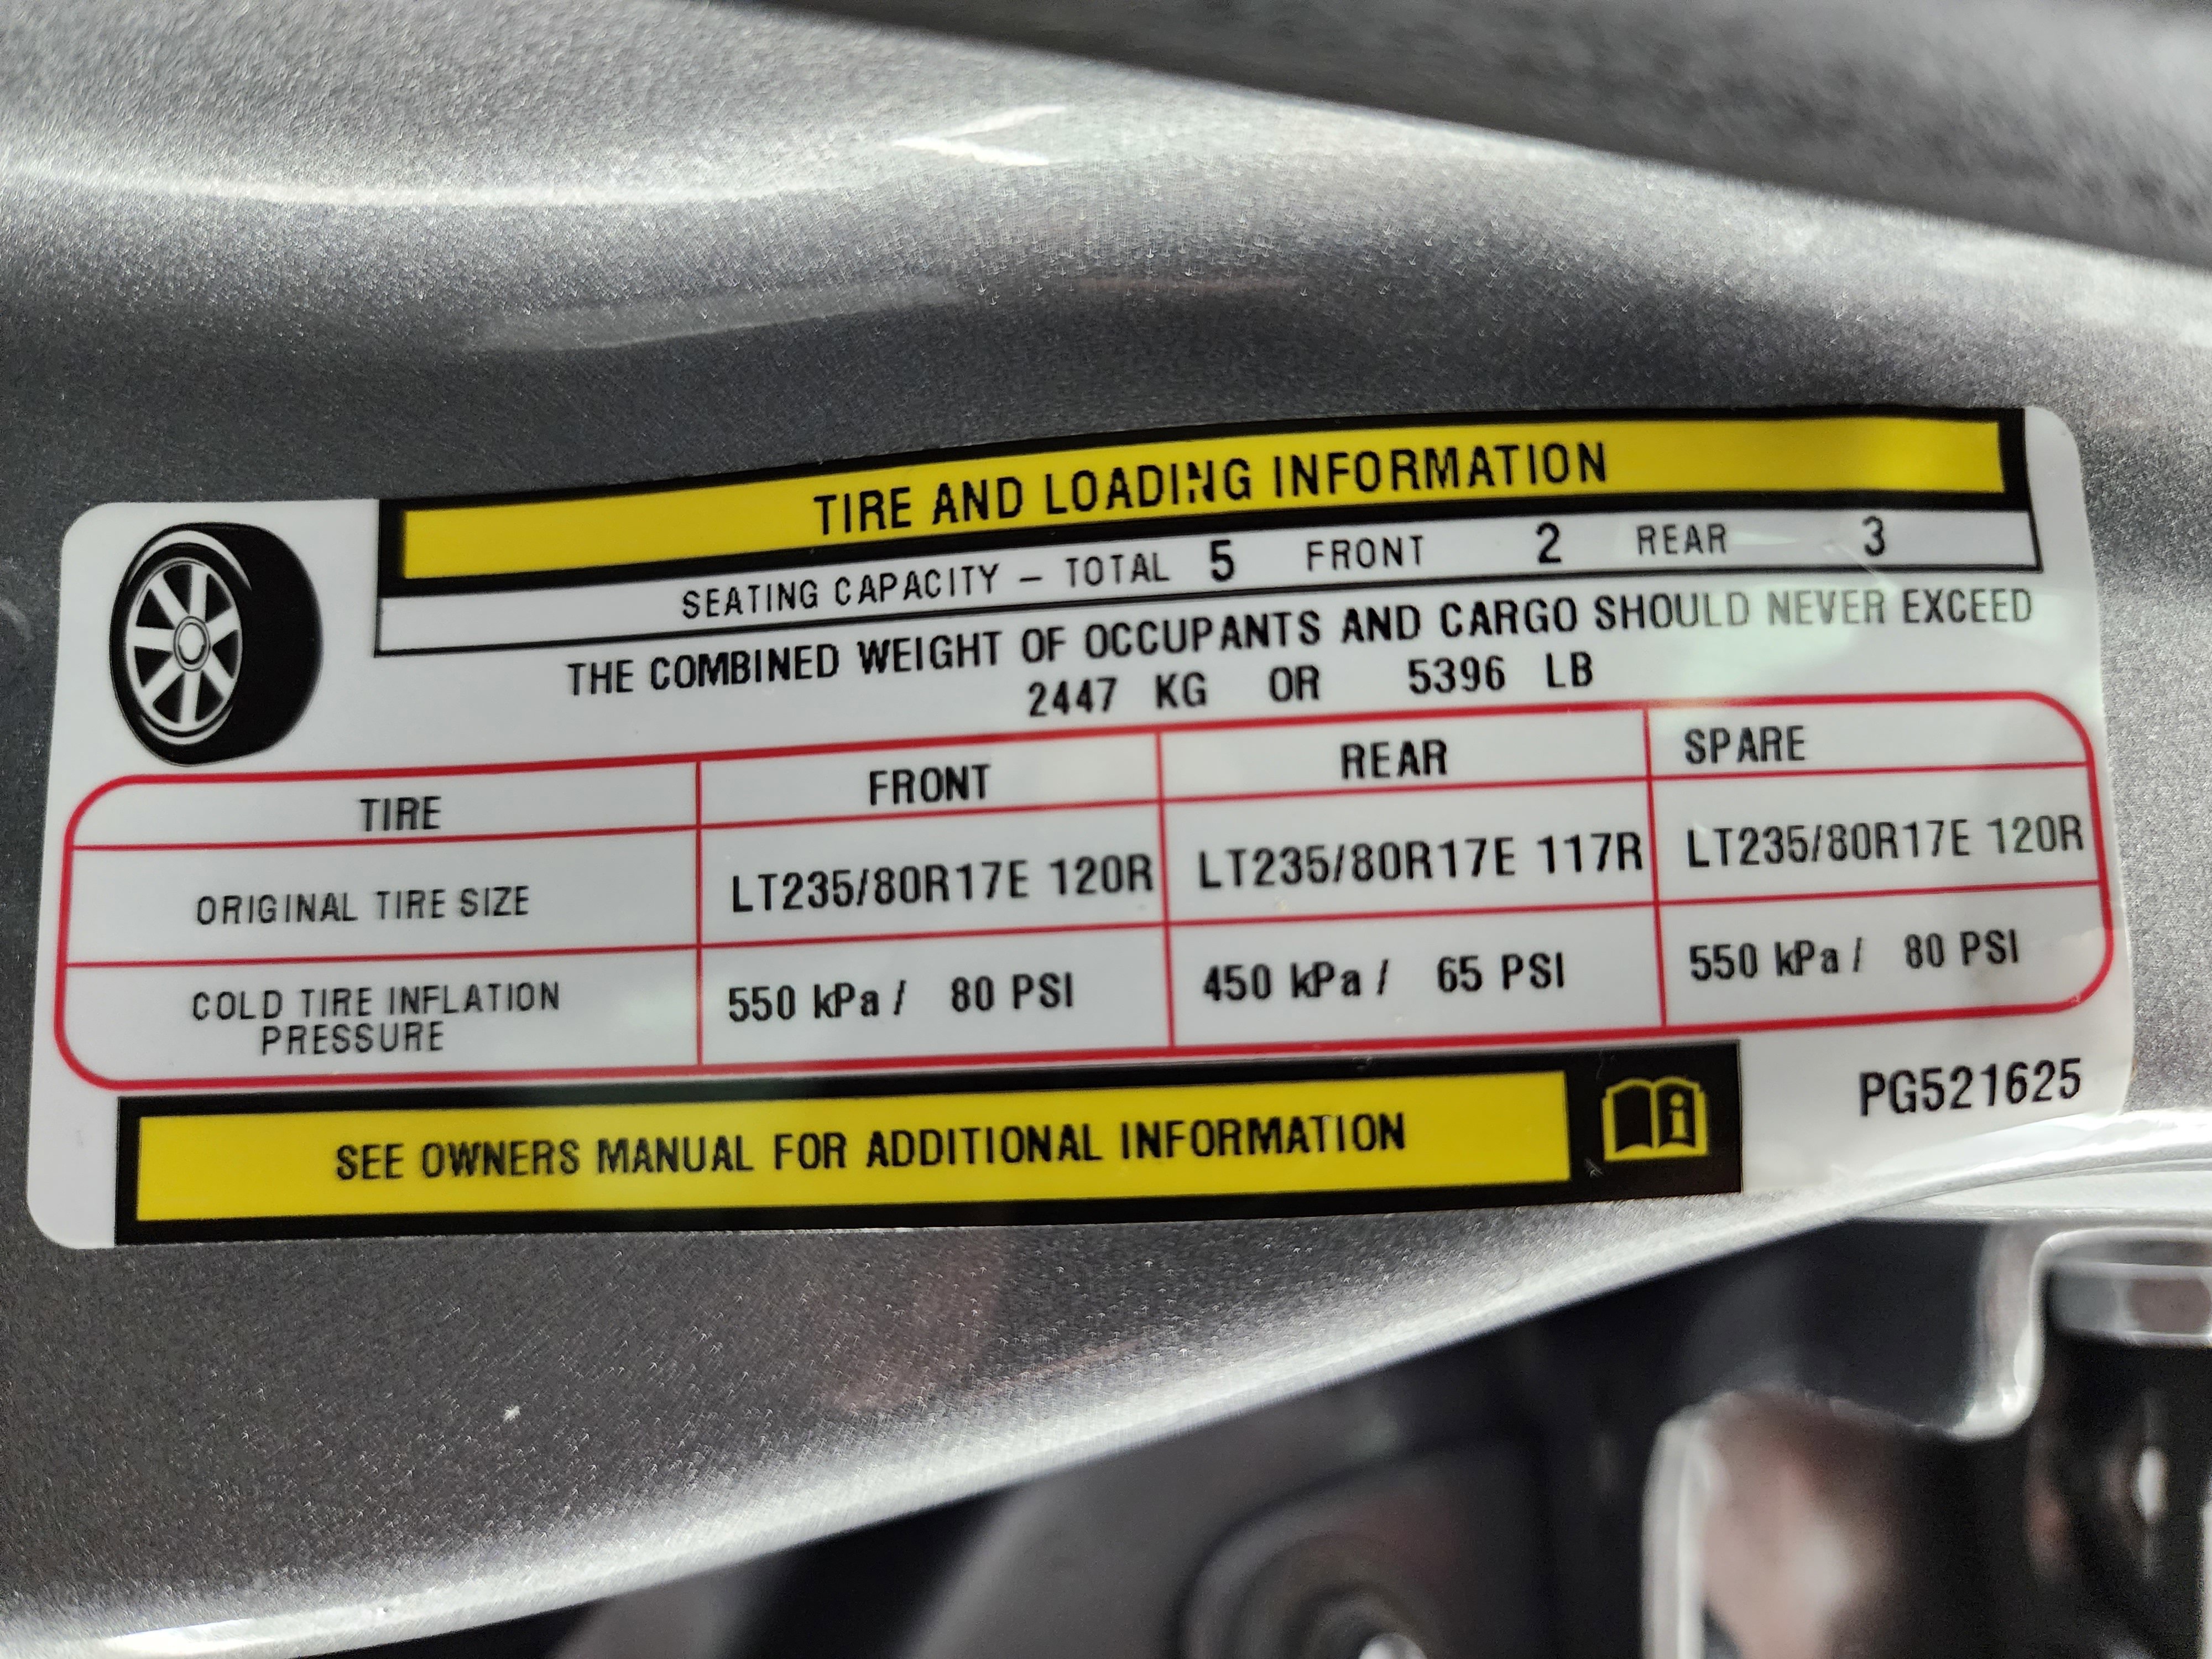 TIRE AND LOADING INFORMATION
SEATING CAPACITY – TOTAL 5 FRONT 2 REAR 3
THE COMBINED WEIGHT OF OCCUPANTS AND CARGO SHOULD NEVER EXCEED
2447 KG OR 5396 LB
TIRE FRONT REAR SPARE
ORIGINAL TIRE SIZE LT235/80R17E 120R LT235/80R17E 117R LT235/80R17E 120R
COLD TIRE INFLATION
PRESSURE 550 kPa / 80 PSI 450 kPa / 65 PSI 550 kPa / 80 PSI
SEE OWNERS MANUAL FOR ADDITIONAL INFORMATION
PG521625